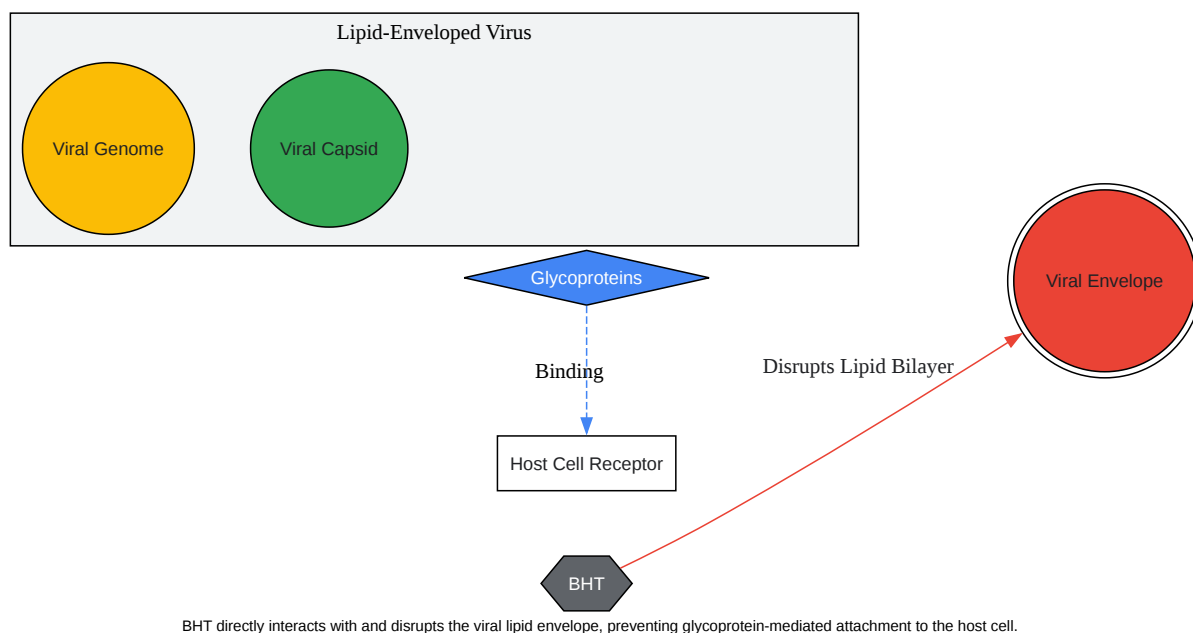 Lipid-Enveloped Virus
Viral Genome
Viral Capsid
Glycoproteins
Viral Envelope
Binding
Disrupts Lipid Bilayer
Host Cell Receptor
BHT
BHT directly interacts with and disrupts the viral lipid envelope, preventing glycoprotein-mediated attachment to the host cell.